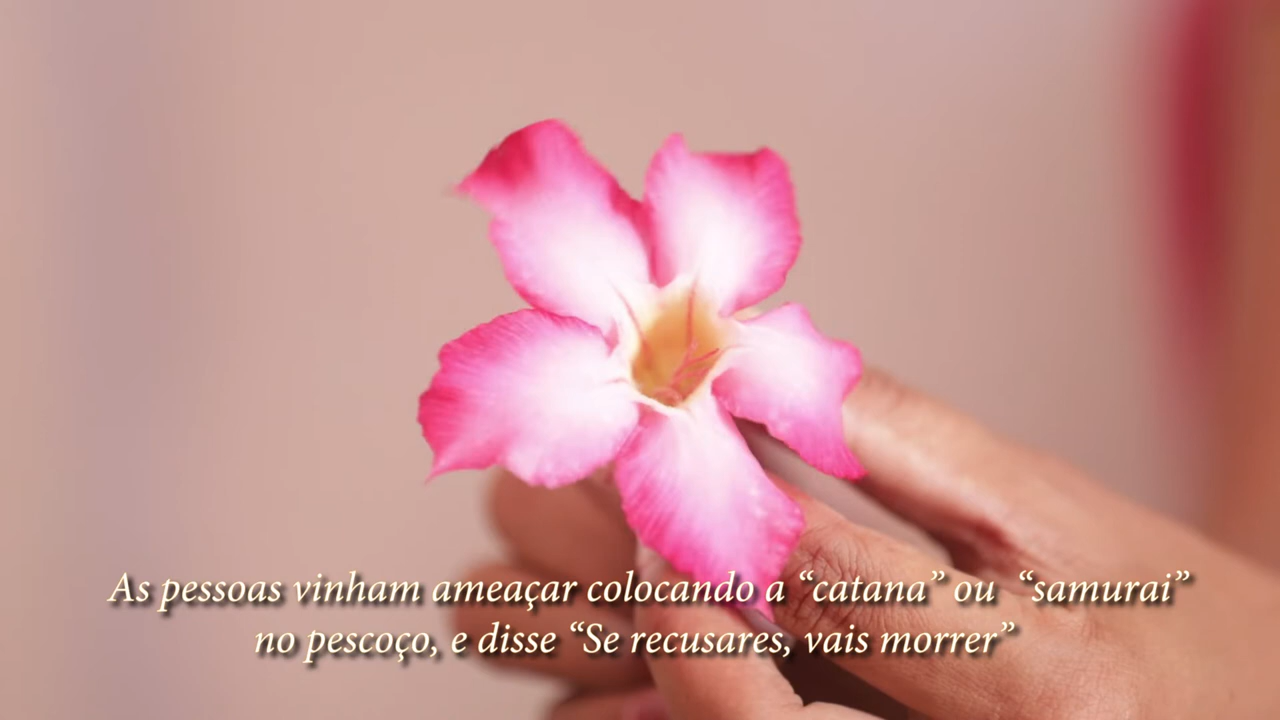 As pessoas vinham ameaçar colocando a “catana” ou “samurai”
no pescoço, e disse “Se recusares, vais morrer”